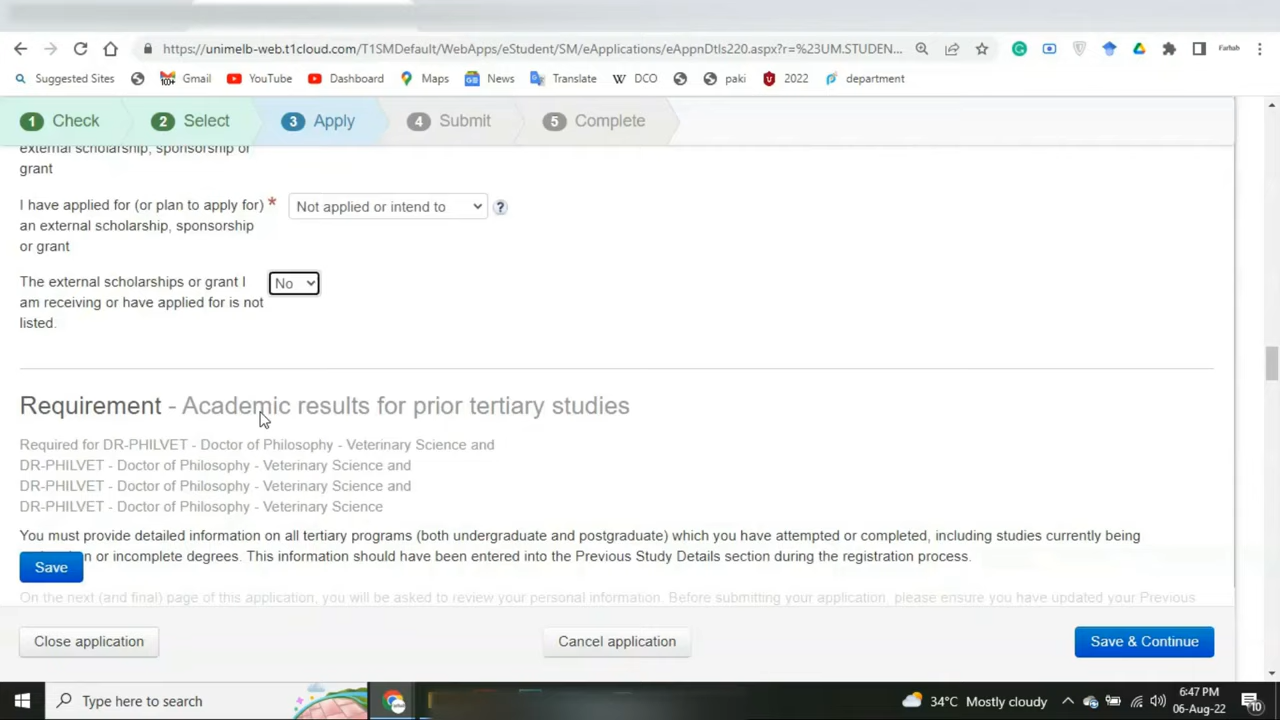 https://unimelb-web.t1cloud.com/T1SMDefault/WebApps/eStudent/SM/eApplications/eAppnDtls220.aspx?r=%23UM.STUDEN...
Farhab
Suggested Sites
100+
Gmail
YouTube
Dashboard
Maps
News
Translate
W DCO
paki
2022
department
1 Check
2 Select
3 Apply
4 Submit
5 Complete
external scholarship, sponsorship or
grant
I have applied for (or plan to apply for) * Not applied or intend to ?
an external scholarship, sponsorship
or grant
The external scholarships or grant I No
am receiving or have applied for is not
listed.
Requirement - Academic results for prior tertiary studies
Required for DR-PHILVET - Doctor of Philosophy - Veterinary Science and
DR-PHILVET - Doctor of Philosophy - Veterinary Science and
DR-PHILVET - Doctor of Philosophy - Veterinary Science and
DR-PHILVET - Doctor of Philosophy - Veterinary Science
You must provide detailed information on all tertiary programs (both undergraduate and postgraduate) which you have attempted or completed, including studies currently being
or incomplete degrees. This information should have been entered into the Previous Study Details section during the registration process.
Save
On the next (and final) page of this application, you will be asked to review your personal information. Before submitting your application, please ensure you have updated your Previous
Close application
Cancel application
Save & Continue
Type here to search
34°C Mostly cloudy
6:47 PM
06-Aug-22
10